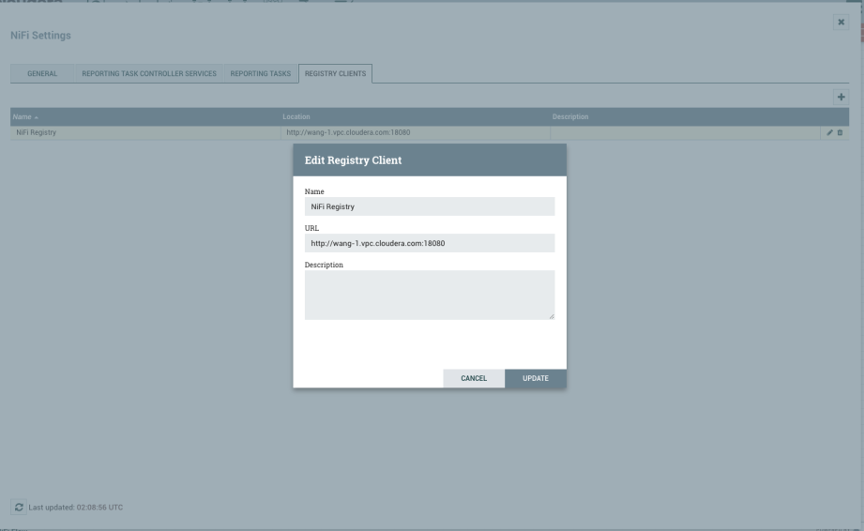 NiFi Settings
GENERAL REPORTING TASK CONTROLLER SERVICES REPORTING TASKS REGISTRY CLIENTS
Name Location Description
NiFi Registry http://wang-1.vpc.cloudera.com:18080
Edit Registry Client
Name
NiFi Registry
URL
http://wang-1.vpc.cloudera.com:18080
Description
CANCEL UPDATE
Last updated: 02:08:56 UTC